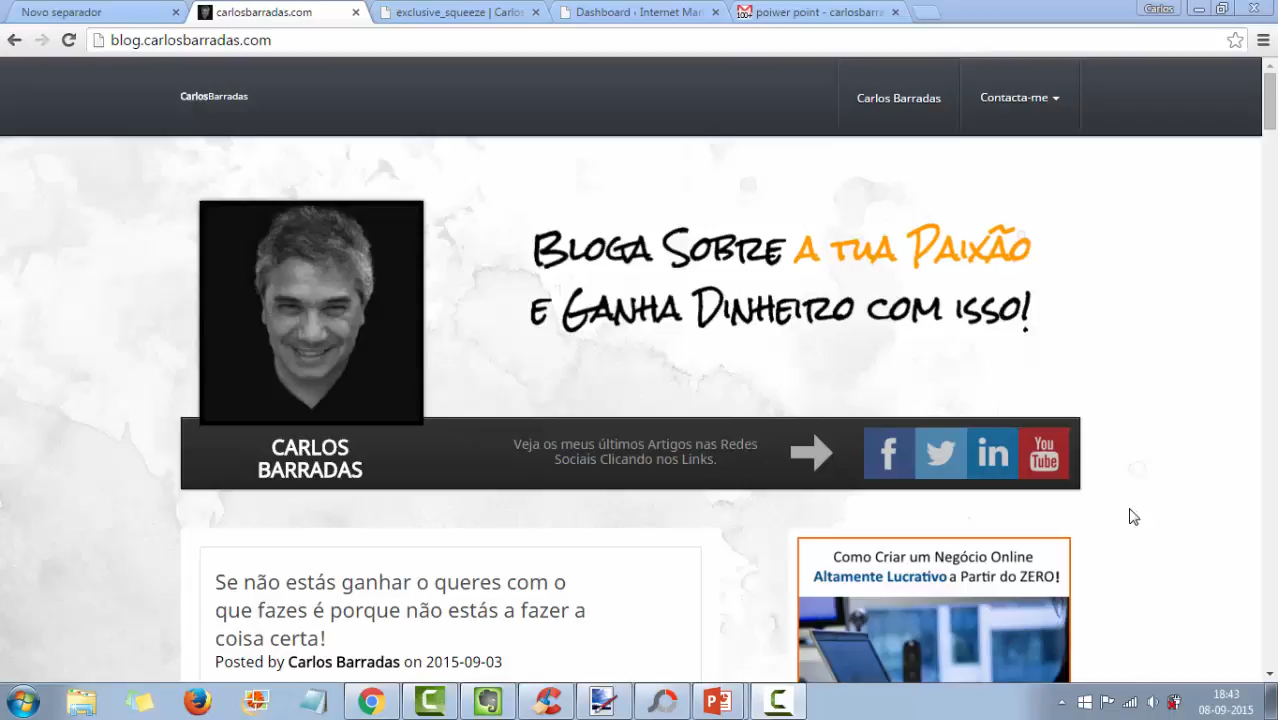 Novo separador
carlosbarradas.com
exclusive_squeeze | Carlos
Dashboard ‹ Internet Mar
100+
poiwer point - carlosbarra
Carlos
blog.carlosbarradas.com
CarlosBarradas
Carlos Barradas
Contacta-me
Bloga Sobre a tua Paixão
e Ganha Dinheiro com isso!
CARLOS
BARRADAS
Veja os meus últimos Artigos nas Redes
Sociais Clicando nos Links.
You
Tube
Se não estás ganhar o queres com o
que fazes é porque não estás a fazer a
coisa certa!
Posted by Carlos Barradas on 2015-09-03
Como Criar um Negócio Online
Altamente Lucrativo a Partir do ZERO!
18:43
08-09-2015